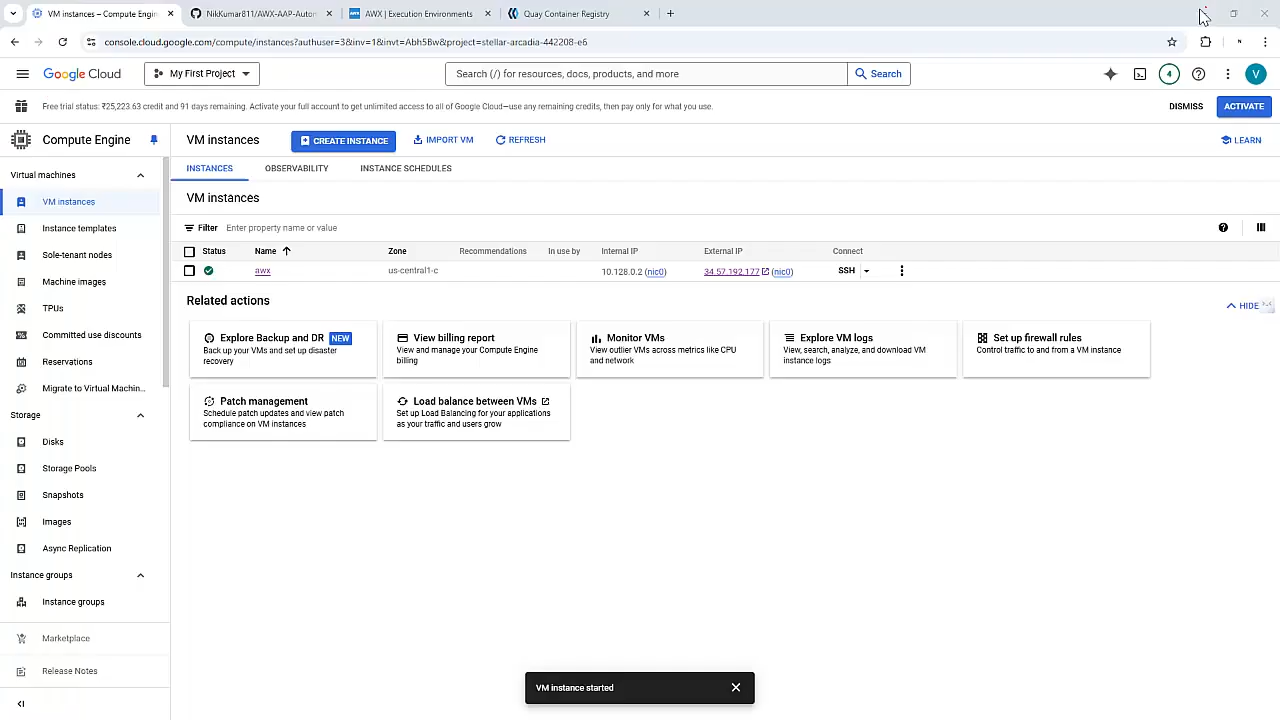 VM instances – Compute Engin
NikKumar811/AWX-AAP-Autor
AWX | Execution Environments
Quay Container Registry
console.cloud.google.com/compute/instances?authuser=3&inv=1&invt=Abh5Bw&project=stellar-arcadia-442208-e6
Google Cloud
My First Project
Search (/) for resources, docs, products, and more
Search
4
V
Free trial status: ₹25,223.63 credit and 91 days remaining. Activate your full account to get unlimited access to all of Google Cloud—use any remaining credits, then pay only for what you use.
DISMISS
ACTIVATE
Compute Engine
VM instances
CREATE INSTANCE
IMPORT VM
REFRESH
LEARN
Virtual machines
VM instances
Instance templates
Sole-tenant nodes
Machine images
TPUs
Committed use discounts
Reservations
Migrate to Virtual Machin...
Storage
Disks
Storage Pools
Snapshots
Images
Async Replication
Instance groups
Instance groups
Marketplace
Release Notes
INSTANCES
OBSERVABILITY
INSTANCE SCHEDULES
VM instances
Filter Enter property name or value
Status Name Zone Recommendations In use by Internal IP External IP Connect
awx us-central1-c 10.128.0.2 (nic0) 34.57.192.177 (nic0) SSH
Related actions
HIDE
Explore Backup and DR NEW
Back up your VMs and set up disaster
recovery
View billing report
View and manage your Compute Engine
billing
Monitor VMs
View outlier VMs across metrics like CPU
and network
Explore VM logs
View, search, analyze, and download VM
instance logs
Set up firewall rules
Control traffic to and from a VM instance
Patch management
Schedule patch updates and view patch
compliance on VM instances
Load balance between VMs
Set up Load Balancing for your applications
as your traffic and users grow
VM instance started